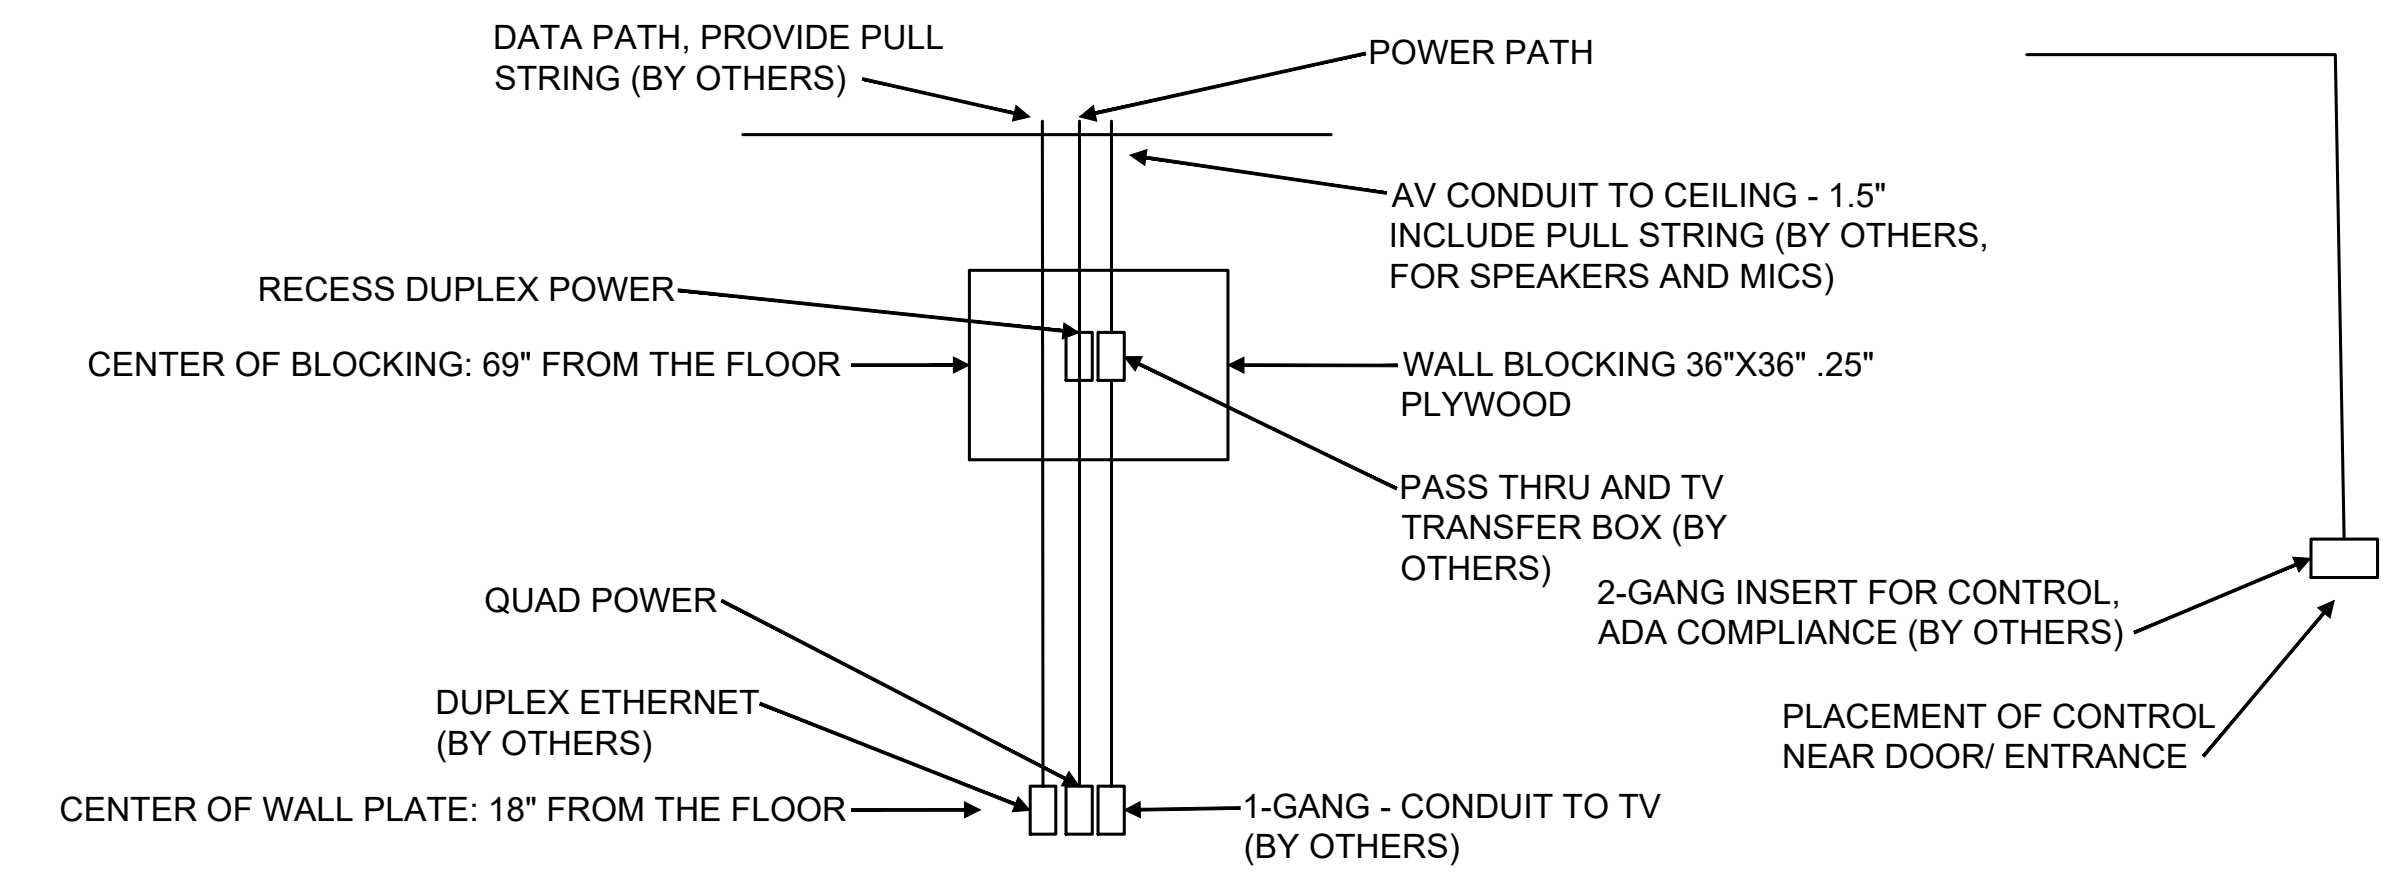 DATA PATH, PROVIDE PULL
STRING (BY OTHERS)
POWER PATH
AV CONDUIT TO CEILING - 1.5"
INCLUDE PULL STRING (BY OTHERS,
FOR SPEAKERS AND MICS)
RECESS DUPLEX POWER
CENTER OF BLOCKING: 69" FROM THE FLOOR
WALL BLOCKING 36"X36" .25"
PLYWOOD
PASS THRU AND TV
TRANSFER BOX (BY
OTHERS)
QUAD POWER
2-GANG INSERT FOR CONTROL,
ADA COMPLIANCE (BY OTHERS)
DUPLEX ETHERNET
(BY OTHERS)
PLACEMENT OF CONTROL
NEAR DOOR/ ENTRANCE
CENTER OF WALL PLATE: 18" FROM THE FLOOR
1-GANG - CONDUIT TO TV
(BY OTHERS)